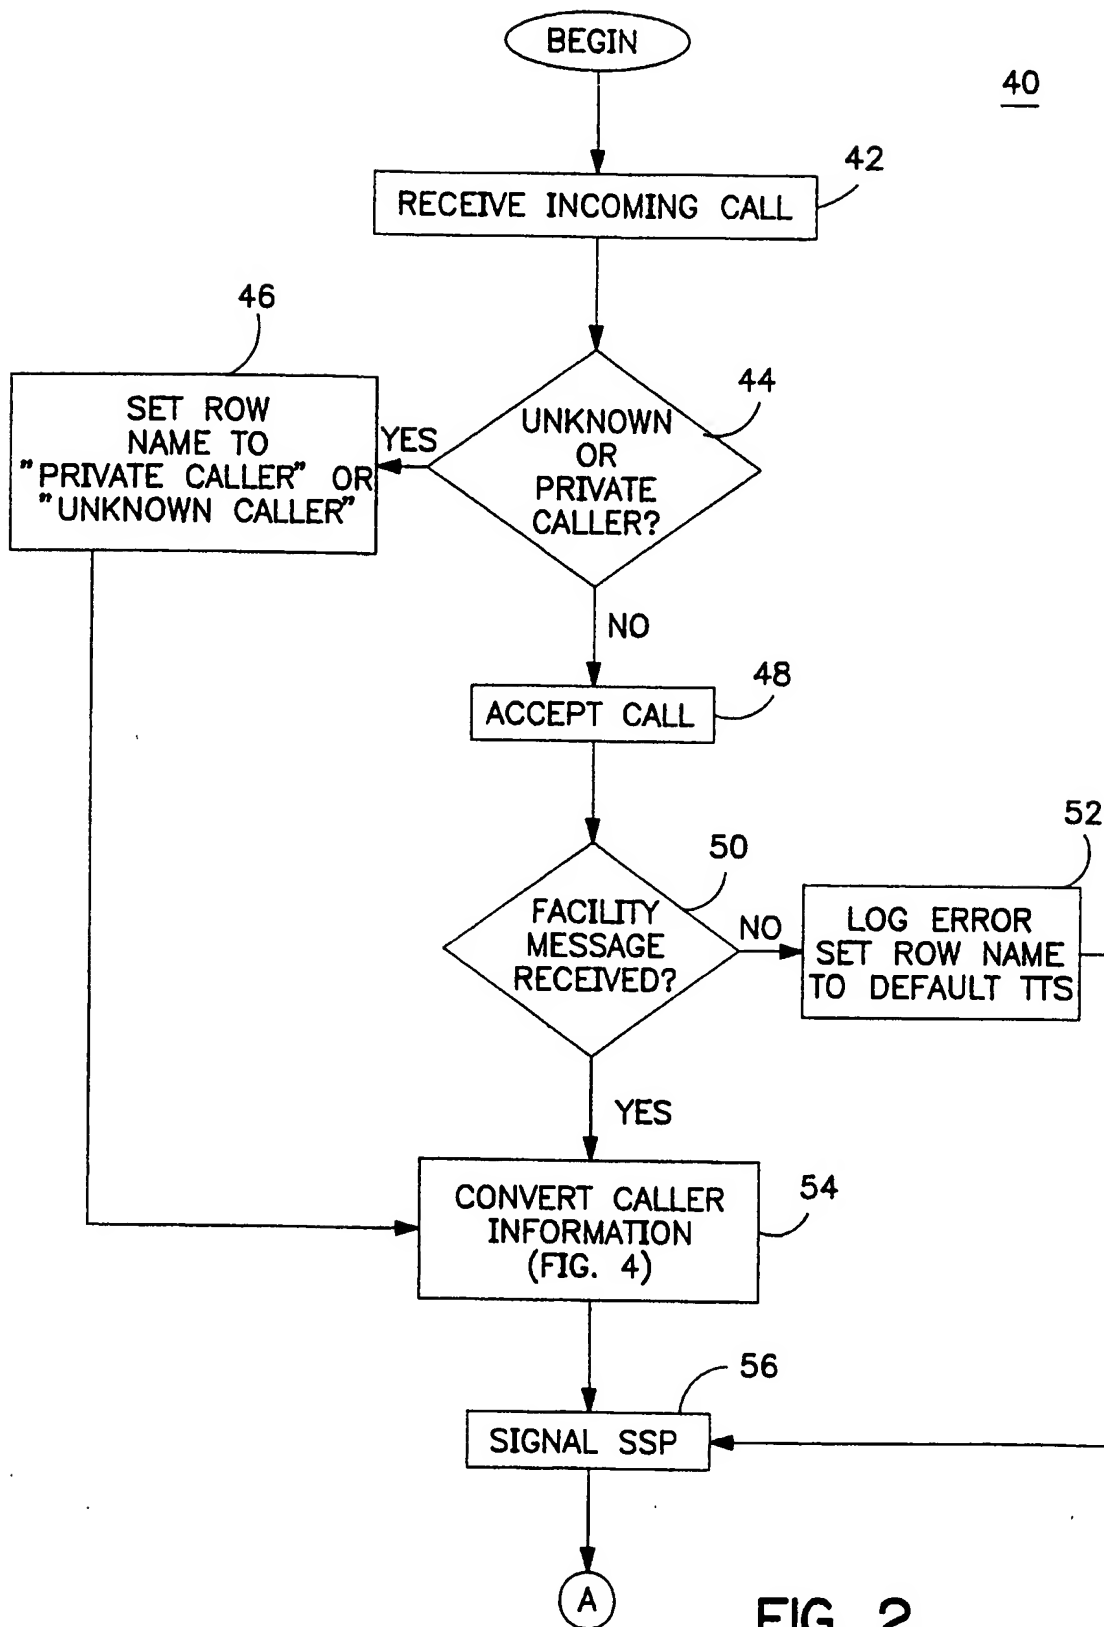 BEGIN
40
42
RECEIVE INCOMING CALL
46
SET ROW
NAME TO
"PRIVATE CALLER" OR
"UNKNOWN CALLER"
YES
44
UNKNOWN
OR
PRIVATE
CALLER?
NO
48
ACCEPT CALL
50
FACILITY
MESSAGE
RECEIVED?
NO
52
LOG ERROR
SET ROW NAME
TO DEFAULT TTS
YES
54
CONVERT CALLER
INFORMATION
(FIG. 4)
56
SIGNAL SSP
A
FIG. 2